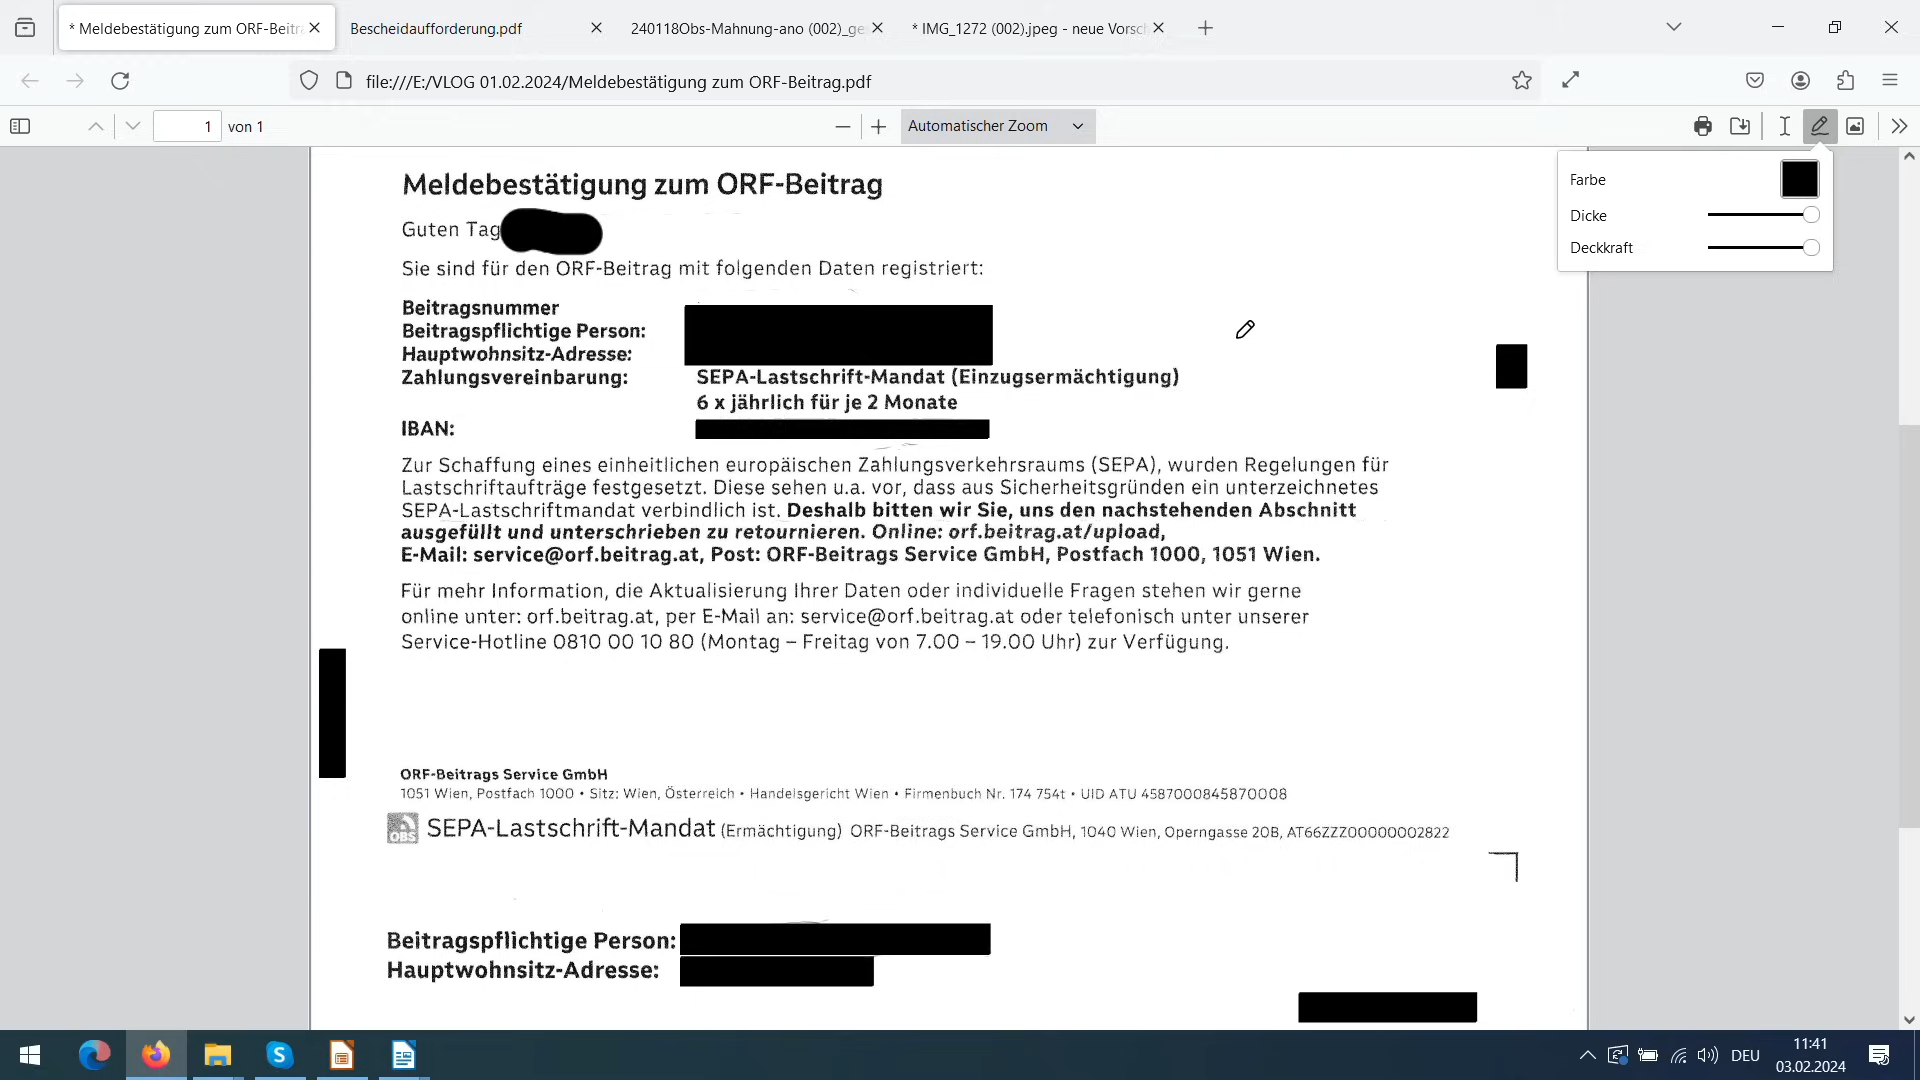 * Meldebestätigung zum ORF-Beitra
Bescheidaufforderung.pdf
240118Obs-Mahnung-ano (002)_ge
* IMG_1272 (002).jpeg - neue Vorsch
file:///E:/VLOG 01.02.2024/Meldebestätigung zum ORF-Beitrag.pdf
1 von 1
Automatischer Zoom
Farbe
Dicke
Deckkraft
Meldebestätigung zum ORF-Beitrag
Guten Tag
Sie sind für den ORF-Beitrag mit folgenden Daten registriert:
Beitragsnummer
Beitragspflichtige Person:
Hauptwohnsitz-Adresse:
Zahlungsvereinbarung: SEPA-Lastschrift-Mandat (Einzugsermächtigung)
6 x jährlich für je 2 Monate
IBAN:
Zur Schaffung eines einheitlichen europäischen Zahlungsverkehrsraums (SEPA), wurden Regelungen für
Lastschriftaufträge festgesetzt. Diese sehen u.a. vor, dass aus Sicherheitsgründen ein unterzeichnetes
SEPA-Lastschriftmandat verbindlich ist. Deshalb bitten wir Sie, uns den nachstehenden Abschnitt
ausgefüllt und unterschrieben zu retournieren. Online: orf.beitrag.at/upload,
E-Mail: service@orf.beitrag.at, Post: ORF-Beitrags Service GmbH, Postfach 1000, 1051 Wien.
Für mehr Information, die Aktualisierung Ihrer Daten oder individuelle Fragen stehen wir gerne
online unter: orf.beitrag.at, per E-Mail an: service@orf.beitrag.at oder telefonisch unter unserer
Service-Hotline 0810 00 10 80 (Montag – Freitag von 7.00 – 19.00 Uhr) zur Verfügung.
ORF-Beitrags Service GmbH
1051 Wien, Postfach 1000 • Sitz: Wien, Österreich • Handelsgericht Wien • Firmenbuch Nr. 174 754t • UID ATU 4587000845870008
OBS SEPA-Lastschrift-Mandat (Ermächtigung) ORF-Beitrags Service GmbH, 1040 Wien, Operngasse 20B, AT66ZZZ00000002822
Beitragspflichtige Person:
Hauptwohnsitz-Adresse:
DEU
11:41
03.02.2024